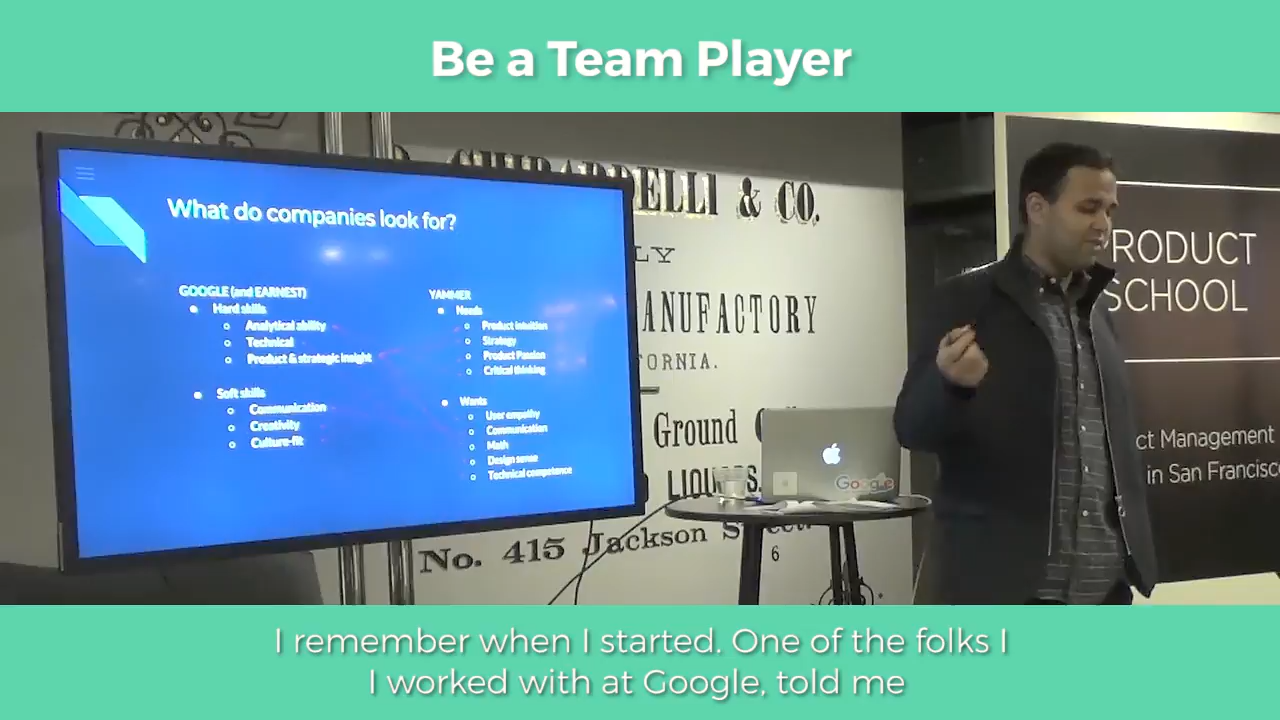 Be a Team Player
What do companies look for?
GOOGLE (and EARNEST)
Hard skills
Analytical ability
Technical
Product & strategic insight
Soft skills
Communication
Creativity
Culture-fit
YAMMER
Needs
Product intuition
Strategy
Product Passion
Critical thinking
Wants
User empathy
Communication
Math
Design sense
Technical competence
& CO.
LY
ANUFACTORY
ORNIA.
Ground
No. 415 Jackson
6
Google
RODUCT
SCHOOL
ct Management
in San Francisco
I remember when I started. One of the folks I
I worked with at Google, told me